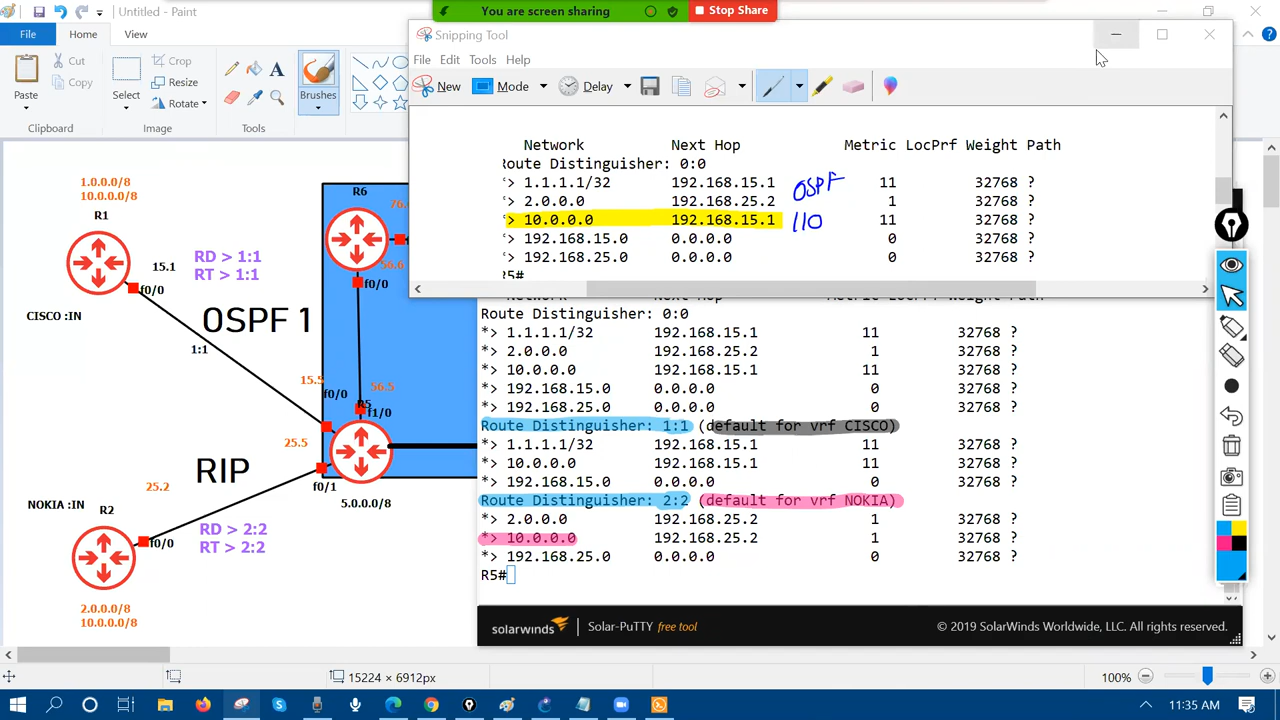 Untitled - Paint
You are screen sharing
Stop Share
File
Home
View
Paste
Cut
Copy
Clipboard
Select
Crop
Resize
Rotate
Image
A
Tools
Brushes
Snipping Tool
File Edit Tools Help
New
Mode
Delay
Network Next Hop Metric LocPrf Weight Path
Route Distinguisher: 0:0
> 1.1.1.1/32 192.168.15.1 11 32768 ?
> 2.0.0.0 192.168.25.2 1 32768 ?
> 10.0.0.0 192.168.15.1 11 32768 ?
> 192.168.15.0 0.0.0.0 0 32768 ?
> 192.168.25.0 0.0.0.0 0 32768 ?
R5#
OSPF
110
Network Next Hop Metric LocPrf Weight Path
Route Distinguisher: 0:0
*> 1.1.1.1/32 192.168.15.1 11 32768 ?
*> 2.0.0.0 192.168.25.2 1 32768 ?
*> 10.0.0.0 192.168.15.1 11 32768 ?
*> 192.168.15.0 0.0.0.0 0 32768 ?
*> 192.168.25.0 0.0.0.0 0 32768 ?
Route Distinguisher: 1:1 (default for vrf CISCO)
*> 1.1.1.1/32 192.168.15.1 11 32768 ?
*> 10.0.0.0 192.168.15.1 11 32768 ?
*> 192.168.15.0 0.0.0.0 0 32768 ?
Route Distinguisher: 2:2 (default for vrf NOKIA)
*> 2.0.0.0 192.168.25.2 1 32768 ?
*> 10.0.0.0 192.168.25.2 1 32768 ?
*> 192.168.25.0 0.0.0.0 0 32768 ?
R5#
solarwinds Solar-PuTTY free tool © 2019 SolarWinds Worldwide, LLC. All rights reserved.
1.0.0.0/8
10.0.0.0/8
R1
15.1
RD > 1:1
RT > 1:1
f0/0
CISCO :IN
OSPF 1
1:1
R6
56.6
f0/0
15.5
f0/0
56.5
R5
f1/0
25.5
f0/1
5.0.0.0/8
RIP
25.2
NOKIA :IN
R2
f0/0
RD > 2:2
RT > 2:2
2.0.0.0/8
10.0.0.0/8
15224 × 6912px
100%
11:35 AM